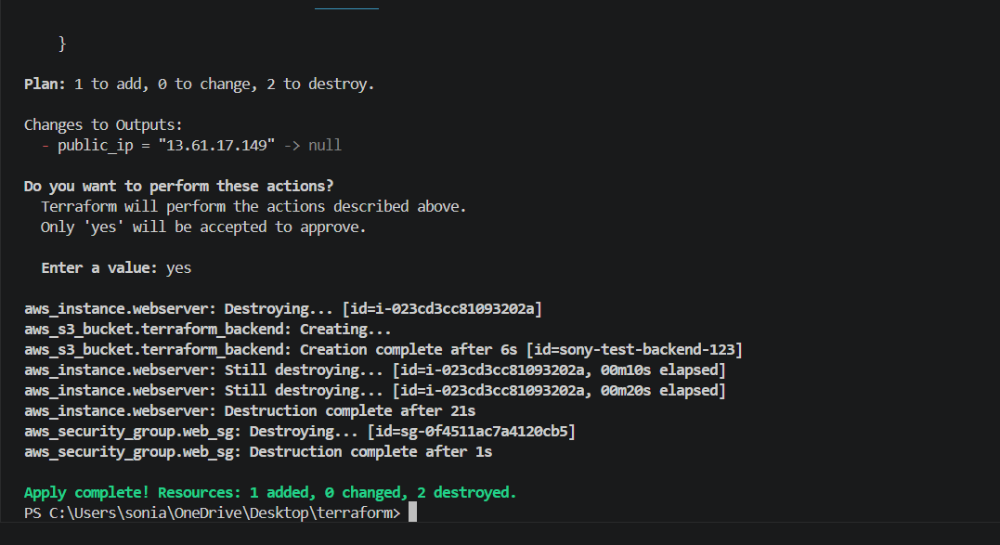 }
Plan: 1 to add, 0 to change, 2 to destroy.
Changes to Outputs:
- public_ip = "13.61.17.149" -> null
Do you want to perform these actions?
Terraform will perform the actions described above.
Only 'yes' will be accepted to approve.
Enter a value: yes
aws_instance.webserver: Destroying... [id=i-023cd3cc81093202a]
aws_s3_bucket.terraform_backend: Creating...
aws_s3_bucket.terraform_backend: Creation complete after 6s [id=sony-test-backend-123]
aws_instance.webserver: Still destroying... [id=i-023cd3cc81093202a, 00m10s elapsed]
aws_instance.webserver: Still destroying... [id=i-023cd3cc81093202a, 00m20s elapsed]
aws_instance.webserver: Destruction complete after 21s
aws_security_group.web_sg: Destroying... [id=sg-0f4511ac7a4120cb5]
aws_security_group.web_sg: Destruction complete after 1s
Apply complete! Resources: 1 added, 0 changed, 2 destroyed.
PS C:\Users\sonia\OneDrive\Desktop\terraform>